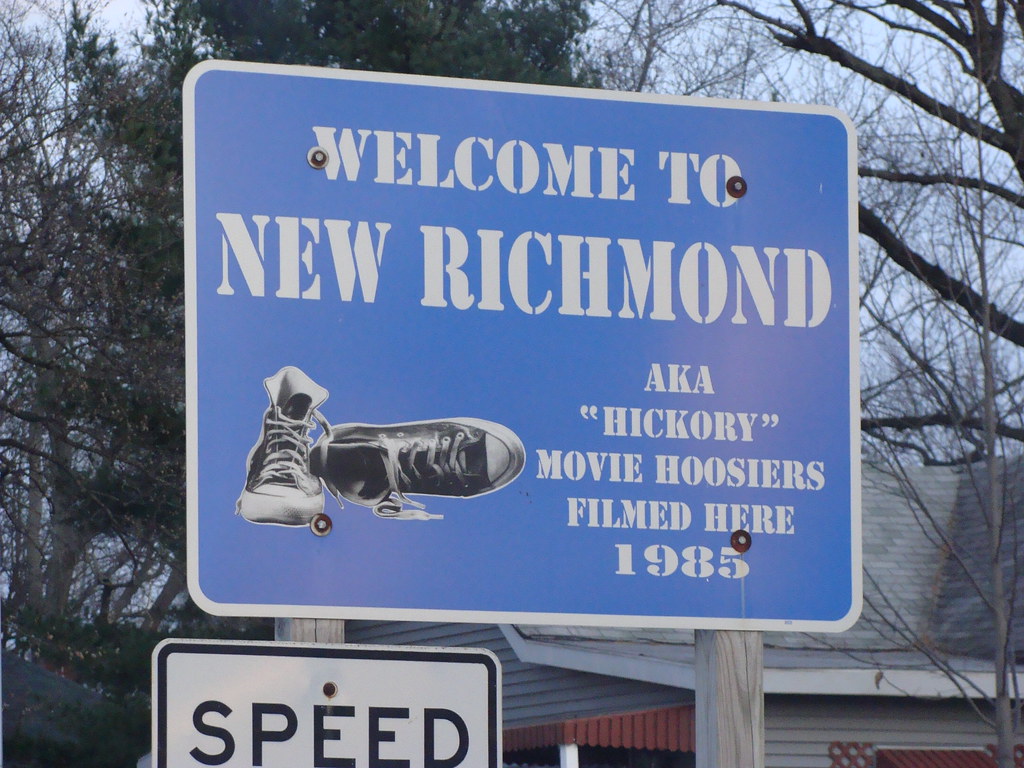 WELCOME TO
NEW RICHMOND
AKA
“HICKORY”
MOVIE HOOSIERS
FILMED HERE
1985
SPEED